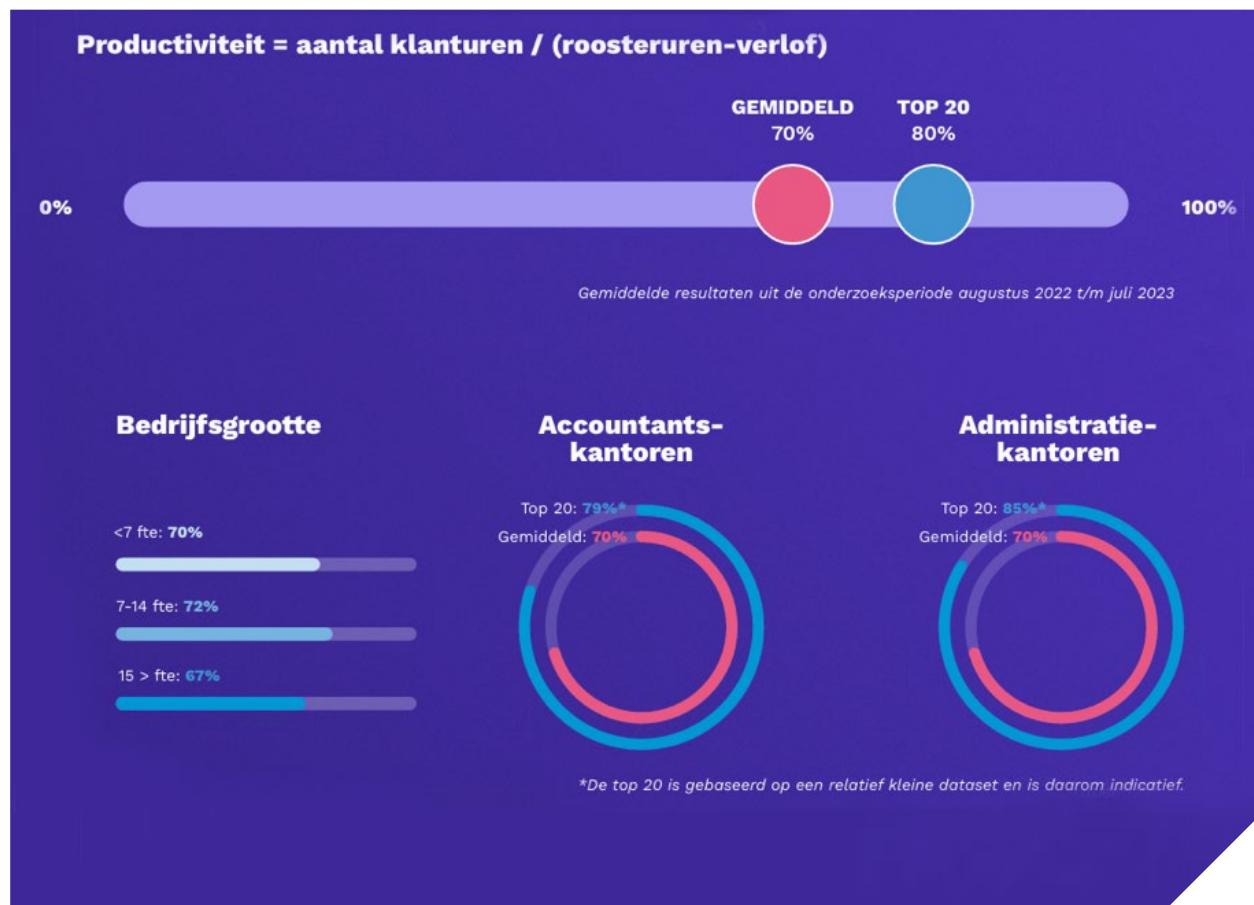 Productiviteit = aantal klanturen / (roosteruren-verlof)
GEMIDDELD
70%
TOP 20
80%
0%
100%
Gemiddelde resultaten uit de onderzoeksperiode augustus 2022 t/m juli 2023
Bedrijfsgrootte
<7 fte: 70%
7-14 fte: 72%
15 > fte: 67%
Accountants-
kantoren
Top 20: 79%*
Gemiddeld: 70%
Administratie-
kantoren
Top 20: 85%*
Gemiddeld: 70%
*De top 20 is gebaseerd op een relatief kleine dataset en is daarom indicatief.